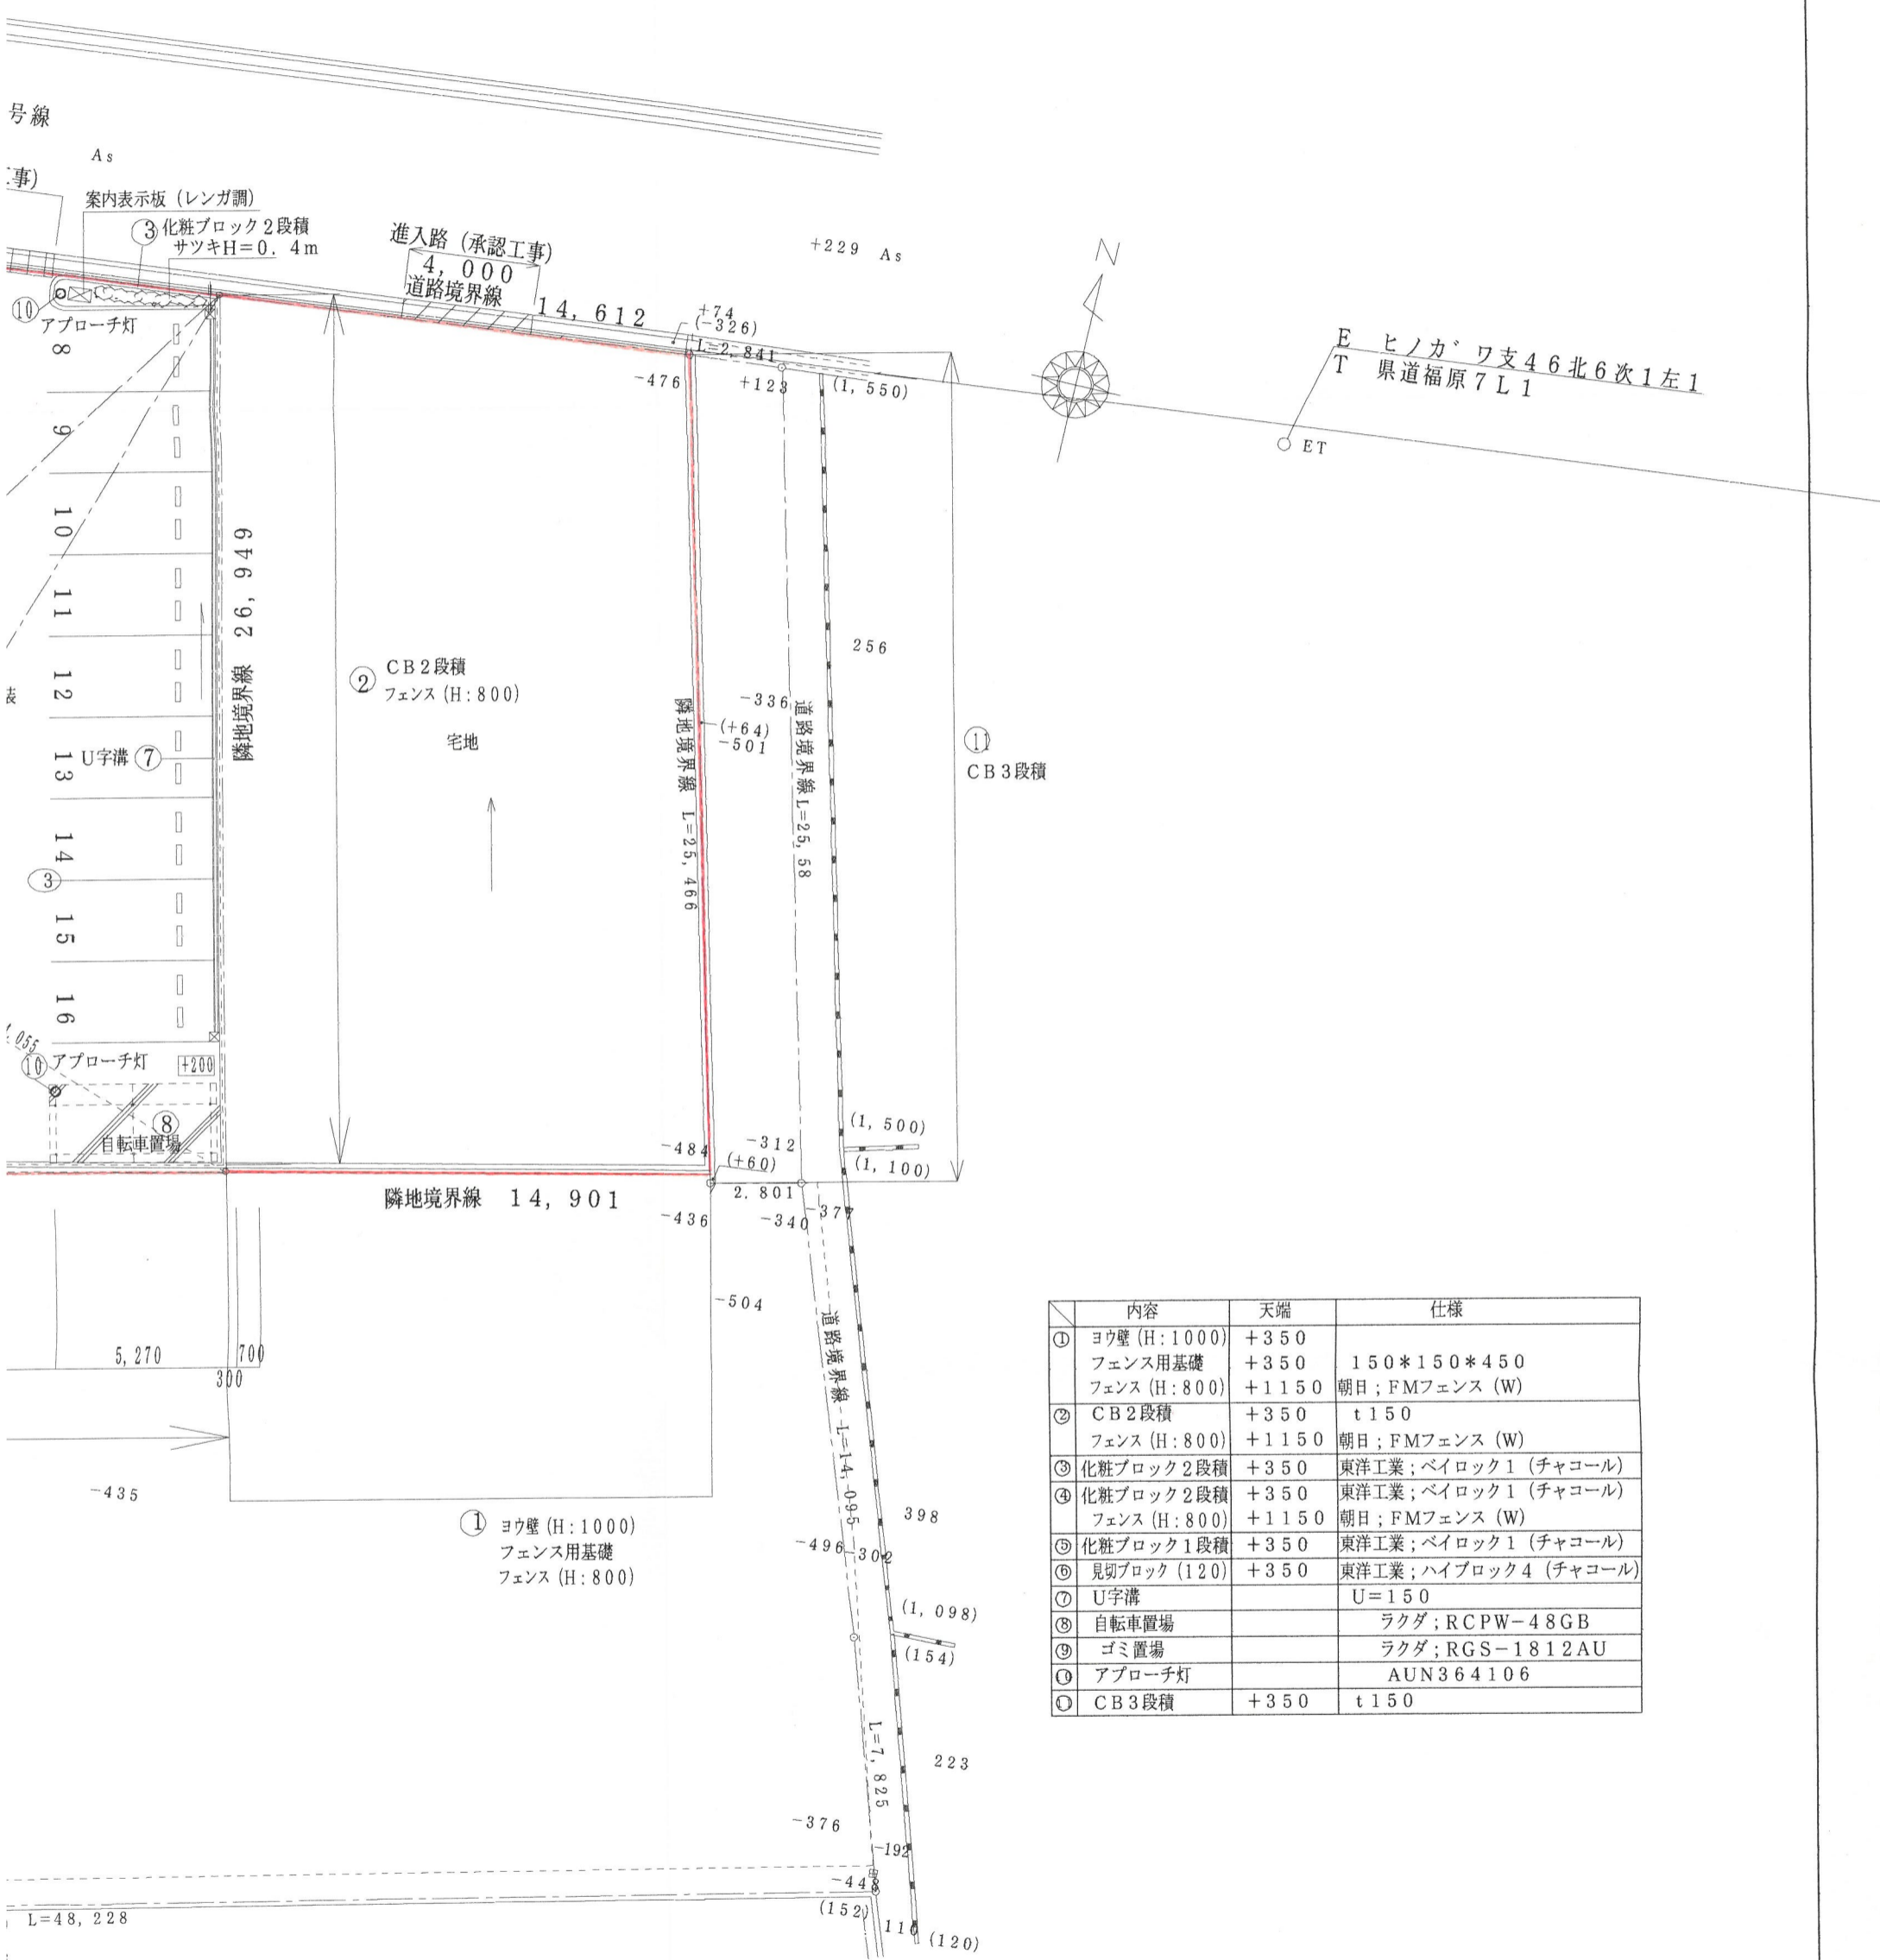 号線
As
事)
案内表示板 (レンガ調)
③ 化粧ブロック2段積
サツキH=0. 4m
進入路 (承認工事)
4, 000
道路境界線 14, 612
+229 As
N
+74
(-326)
L=2, 841
-476
+123
(1, 550)
E ヒノカ゛ワ支46北6次1左1
T 県道福原7L1
ET
⑩
アプローチ灯
8
9
10
11
12
13
14
15
16
隣地境界線 26, 949
② CB2段積
フェンス (H:800)
宅地
U字溝 ⑦
③
256
-336
隣地境界線 L=25, 466
(+64)
-501
道路境界線 L=25, 58
⑪
CB3段積
055
⑩ アプローチ灯
+200
⑧
自転車置場
-484
-312
(+60)
(1, 500)
(1, 100)
2. 801
隣地境界線 14, 901
-436
-340
-377
-504
道路境界線 L=14, 095
5, 270
700
300
-435
① ヨウ壁 (H:1000)
フェンス用基礎
フェンス (H:800)
398
-496
-302
(1, 098)
(154)
L=7, 825
223
-376
-192
-448
(152)
110
(120)
L=48, 228
内容 天端 仕様
① ヨウ壁 (H:1000) +350
フェンス用基礎 +350 150*150*450
フェンス (H:800) +1150 朝日;FMフェンス (W)
② CB2段積 +350 t150
フェンス (H:800) +1150 朝日;FMフェンス (W)
③ 化粧ブロック2段積 +350 東洋工業;ベイロック1 (チャコール)
④ 化粧ブロック2段積 +350 東洋工業;ベイロック1 (チャコール)
フェンス (H:800) +1150 朝日;FMフェンス (W)
⑤ 化粧ブロック1段積 +350 東洋工業;ベイロック1 (チャコール)
⑥ 見切ブロック (120) +350 東洋工業;ハイブロック4 (チャコール)
⑦ U字溝 U=150
⑧ 自転車置場 ラクダ;RCPW-48GB
⑨ ゴミ置場 ラクダ;RGS-1812AU
⑩ アプローチ灯 AUN364106
⑪ CB3段積 +350 t150